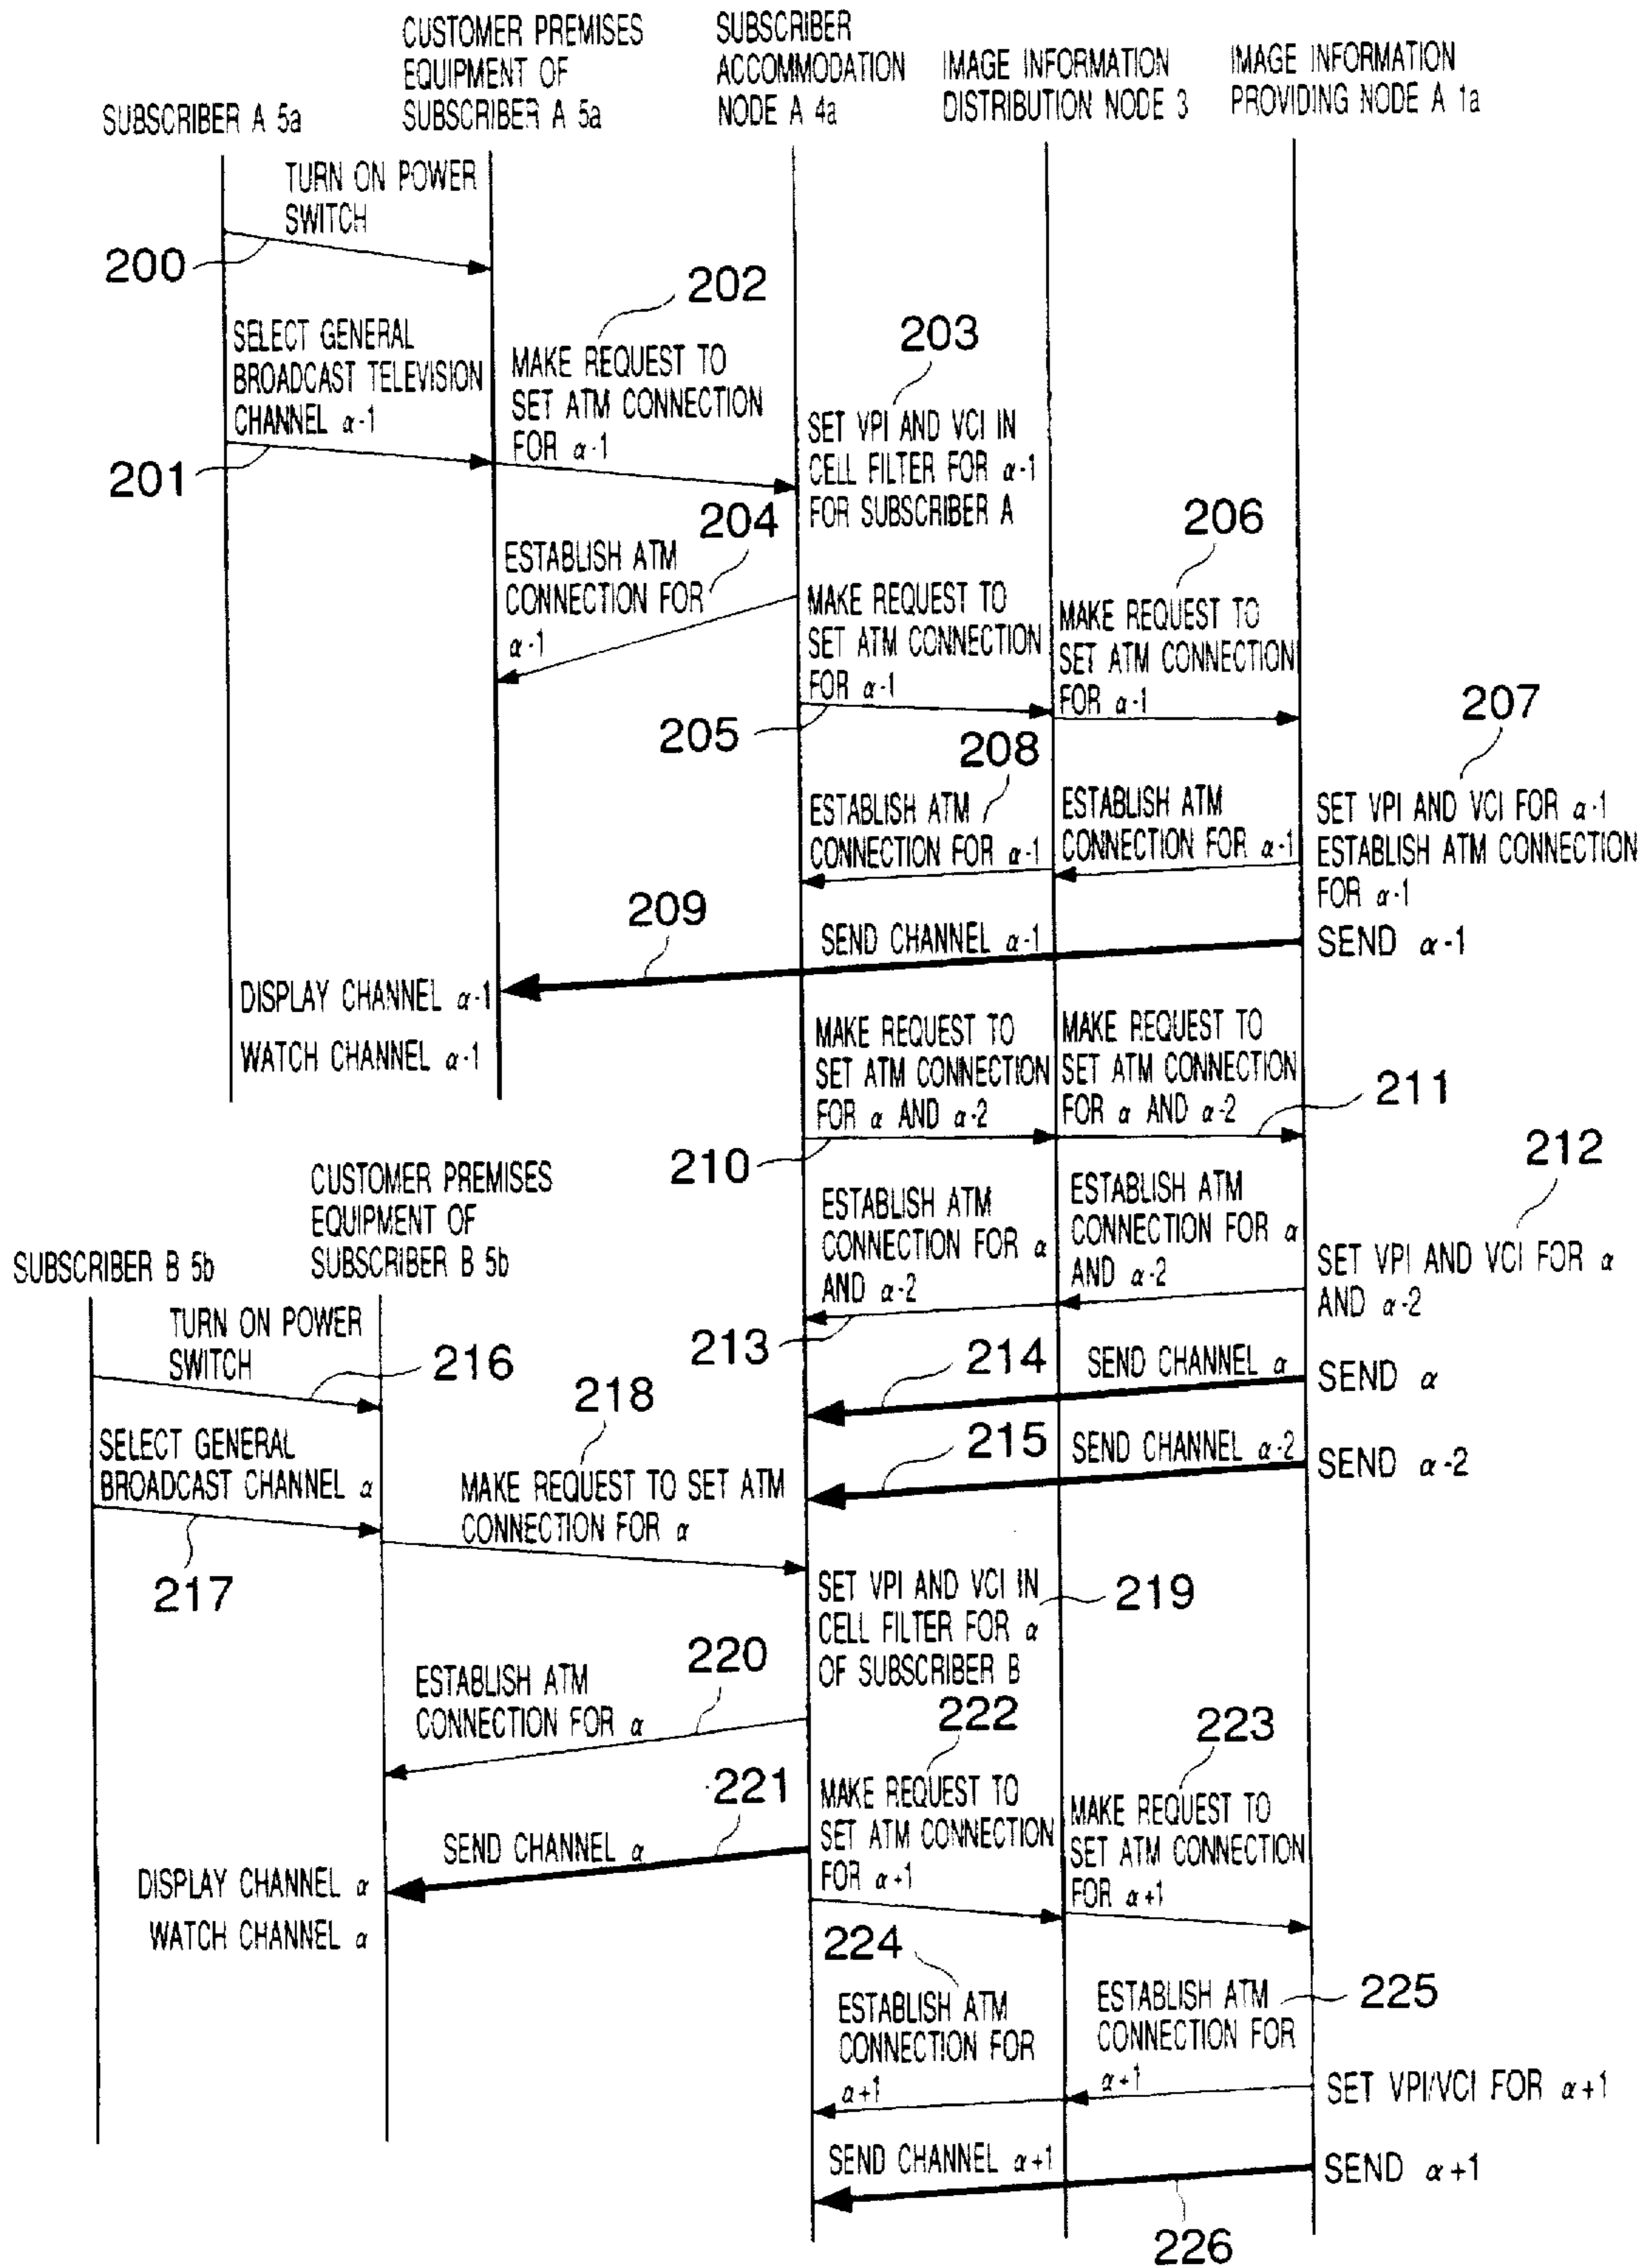 SUBSCRIBER A 5a
CUSTOMER PREMISES
EQUIPMENT OF
SUBSCRIBER A 5a
SUBSCRIBER
ACCOMMODATION
NODE A 4a
IMAGE INFORMATION
DISTRIBUTION NODE 3
IMAGE INFORMATION
PROVIDING NODE A 1a
TURN ON POWER
SWITCH
200
202
SELECT GENERAL
BROADCAST TELEVISION
CHANNEL α-1
201
MAKE REQUEST TO
SET ATM CONNECTION
FOR α-1
203
SET VPI AND VCI IN
CELL FILTER FOR α-1
FOR SUBSCRIBER A
204
ESTABLISH ATM
CONNECTION FOR
α-1
206
MAKE REQUEST TO
SET ATM CONNECTION
FOR α-1
205
MAKE REQUEST TO
SET ATM CONNECTION
FOR α-1
207
208
ESTABLISH ATM
CONNECTION FOR α-1
ESTABLISH ATM
CONNECTION FOR α-1
SET VPI AND VCI FOR α-1
ESTABLISH ATM CONNECTION
FOR α-1
209
SEND CHANNEL α-1
SEND α-1
DISPLAY CHANNEL α-1
WATCH CHANNEL α-1
MAKE REQUEST TO
SET ATM CONNECTION
FOR α AND α-2
MAKE REQUEST TO
SET ATM CONNECTION
FOR α AND α-2
211
210
212
ESTABLISH ATM
CONNECTION FOR α
AND α-2
ESTABLISH ATM
CONNECTION FOR α
AND α-2
SET VPI AND VCI FOR α
AND α-2
213
SUBSCRIBER B 5b
CUSTOMER PREMISES
EQUIPMENT OF
SUBSCRIBER B 5b
TURN ON POWER
SWITCH
216
214
SEND CHANNEL α
SEND α
218
215
SEND CHANNEL α-2
SEND α-2
SELECT GENERAL
BROADCAST CHANNEL α
217
MAKE REQUEST TO SET ATM
CONNECTION FOR α
SET VPI AND VCI IN
CELL FILTER FOR α
OF SUBSCRIBER B
219
220
ESTABLISH ATM
CONNECTION FOR α
222
223
221
SEND CHANNEL α
MAKE REQUEST TO
SET ATM CONNECTION
FOR α+1
MAKE REQUEST TO
SET ATM CONNECTION
FOR α+1
DISPLAY CHANNEL α
WATCH CHANNEL α
224
ESTABLISH ATM
CONNECTION FOR
α+1
225
ESTABLISH ATM
CONNECTION FOR
α+1
SET VPI/VCI FOR α+1
SEND CHANNEL α+1
SEND α+1
226